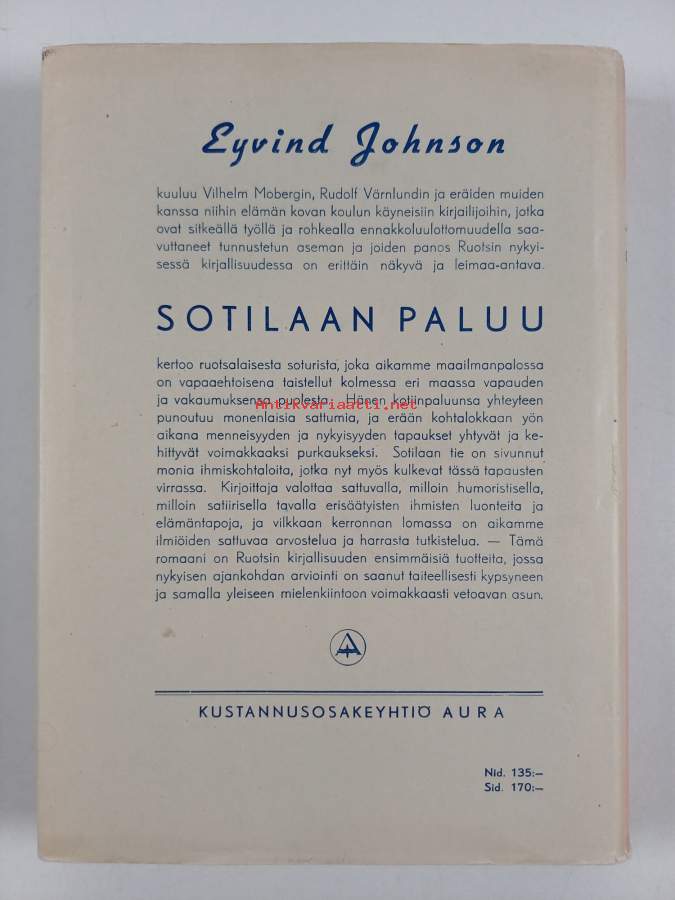 Eyvind Johnson
kuuluu Vilhelm Mobergin, Rudolf Värnlundin ja eräiden muiden
kanssa niihin elämän kovan koulun käyneisiin kirjailijoihin, jotka
ovat sitkeällä työllä ja rohkealla ennakkoluulottomuudella saa-
vuttaneet tunnustetun aseman ja joiden panos Ruotsin nykyi-
sessä kirjallisuudessa on erittäin näkyvä ja leimaa-antava.
SOTILAAN PALUU
kertoo ruotsalaisesta soturista, joka aikamme maailmanpalossa
on vapaaehtoisena taistellut kolmessa eri maassa vapauden
ja vakaumuksensa puolesta. Hänen kotiinpaluunsa yhteyteen
Antikvariaatti.net
punoutuu monenlaisia sattumia, ja erään kohtalokkaan yön
aikana menneisyyden ja nykyisyyden tapaukset yhtyvät ja ke-
hittyvät voimakkaaksi purkaukseksi. Sotilaan tie on sivunnut
monia ihmiskohtaloita, jotka nyt myös kulkevat tässä tapausten
virrassa. Kirjoittaja valottaa sattuvalla, milloin humoristisella,
milloin satiirisella tavalla erisäätyisten ihmisten luonteita ja
elämäntapoja, ja vilkkaan kerronnan lomassa on aikamme
ilmiöiden sattuvaa arvostelua ja harrasta tutkistelua. — Tämä
romaani on Ruotsin kirjallisuuden ensimmäisiä tuotteita, jossa
nykyisen ajankohdan arviointi on saanut taiteellisesti kypsyneen
ja samalla yleiseen mielenkiintoon voimakkaasti vetoavan asun.
A
KUSTANNUSOSAKEYHTIÖ AURA
Nid. 135:—
Sid. 170:—